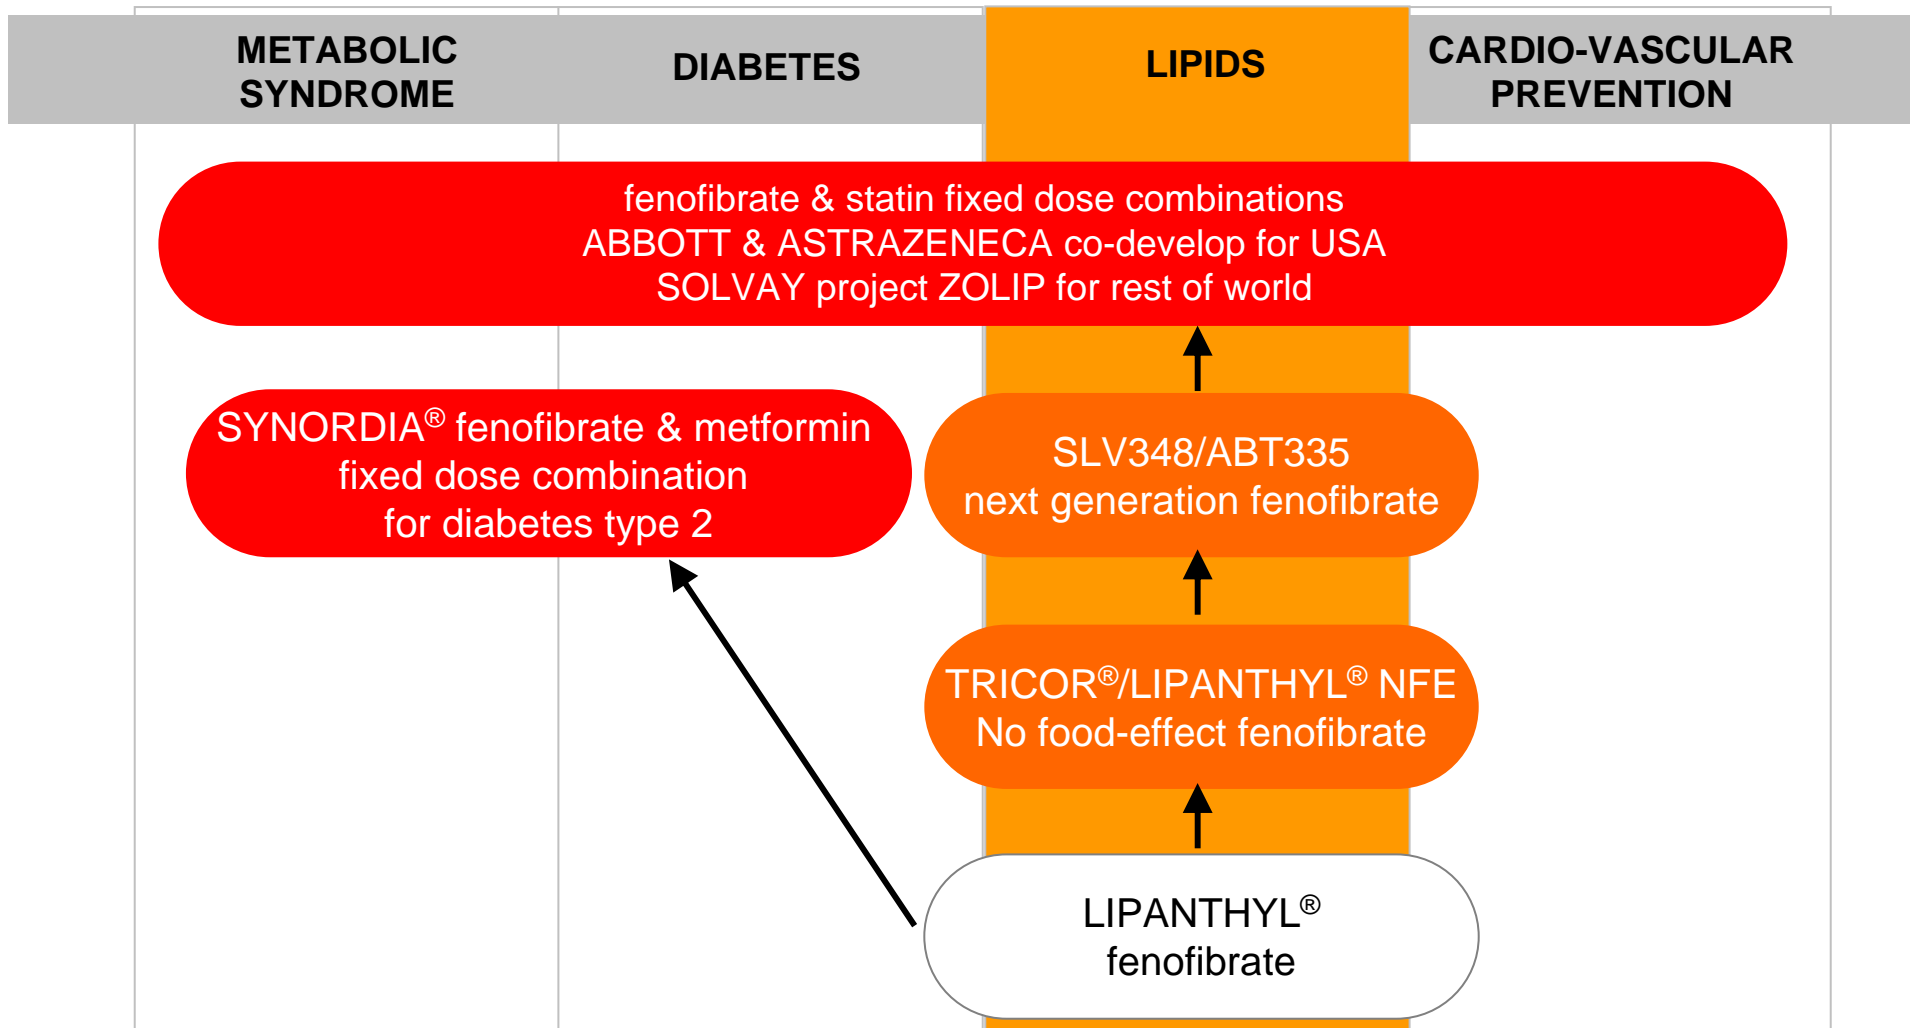 METABOLIC
SYNDROME
DIABETES
LIPIDS
CARDIO-VASCULAR
PREVENTION
fenofibrate & statin fixed dose combinations
ABBOTT & ASTRAZENECA co-develop for USA
SOLVAY project ZOLIP for rest of world
SYNORDIA® fenofibrate & metformin
fixed dose combination
for diabetes type 2
SLV348/ABT335
next generation fenofibrate
TRICOR®/LIPANTHYL® NFE
No food-effect fenofibrate
LIPANTHYL®
fenofibrate